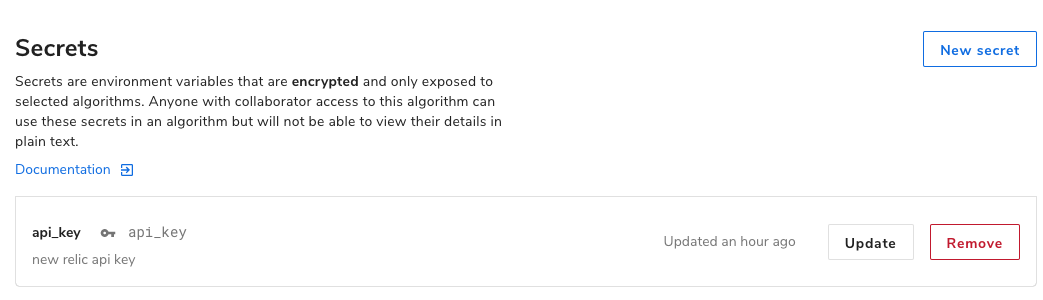 Secrets
New secret
Secrets are environment variables that are encrypted and only exposed to
selected algorithms. Anyone with collaborator access to this algorithm can
use these secrets in an algorithm but will not be able to view their details in
plain text.
Documentation
api_key api_key
new relic api key
Updated an hour ago
Update
Remove